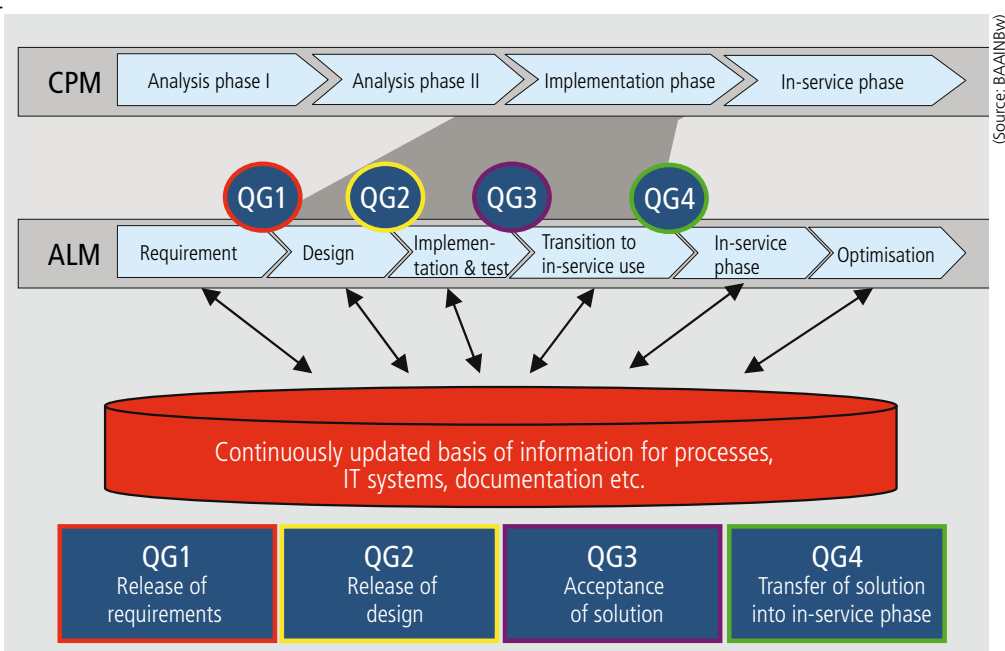 (Source: BAAINBw)
CPM
Analysis phase I
Analysis phase II
Implementation phase
In-service phase
QG1
QG2
QG3
QG4
ALM
Requirement
Design
Implemen-
tation & test
Transition to
in-service use
In-service
phase
Optimisation
Continuously updated basis of information for processes,
IT systems, documentation etc.
QG1
Release of
requirements
QG2
Release of
design
QG3
Acceptance
of solution
QG4
Transfer of solution
into in-service phase